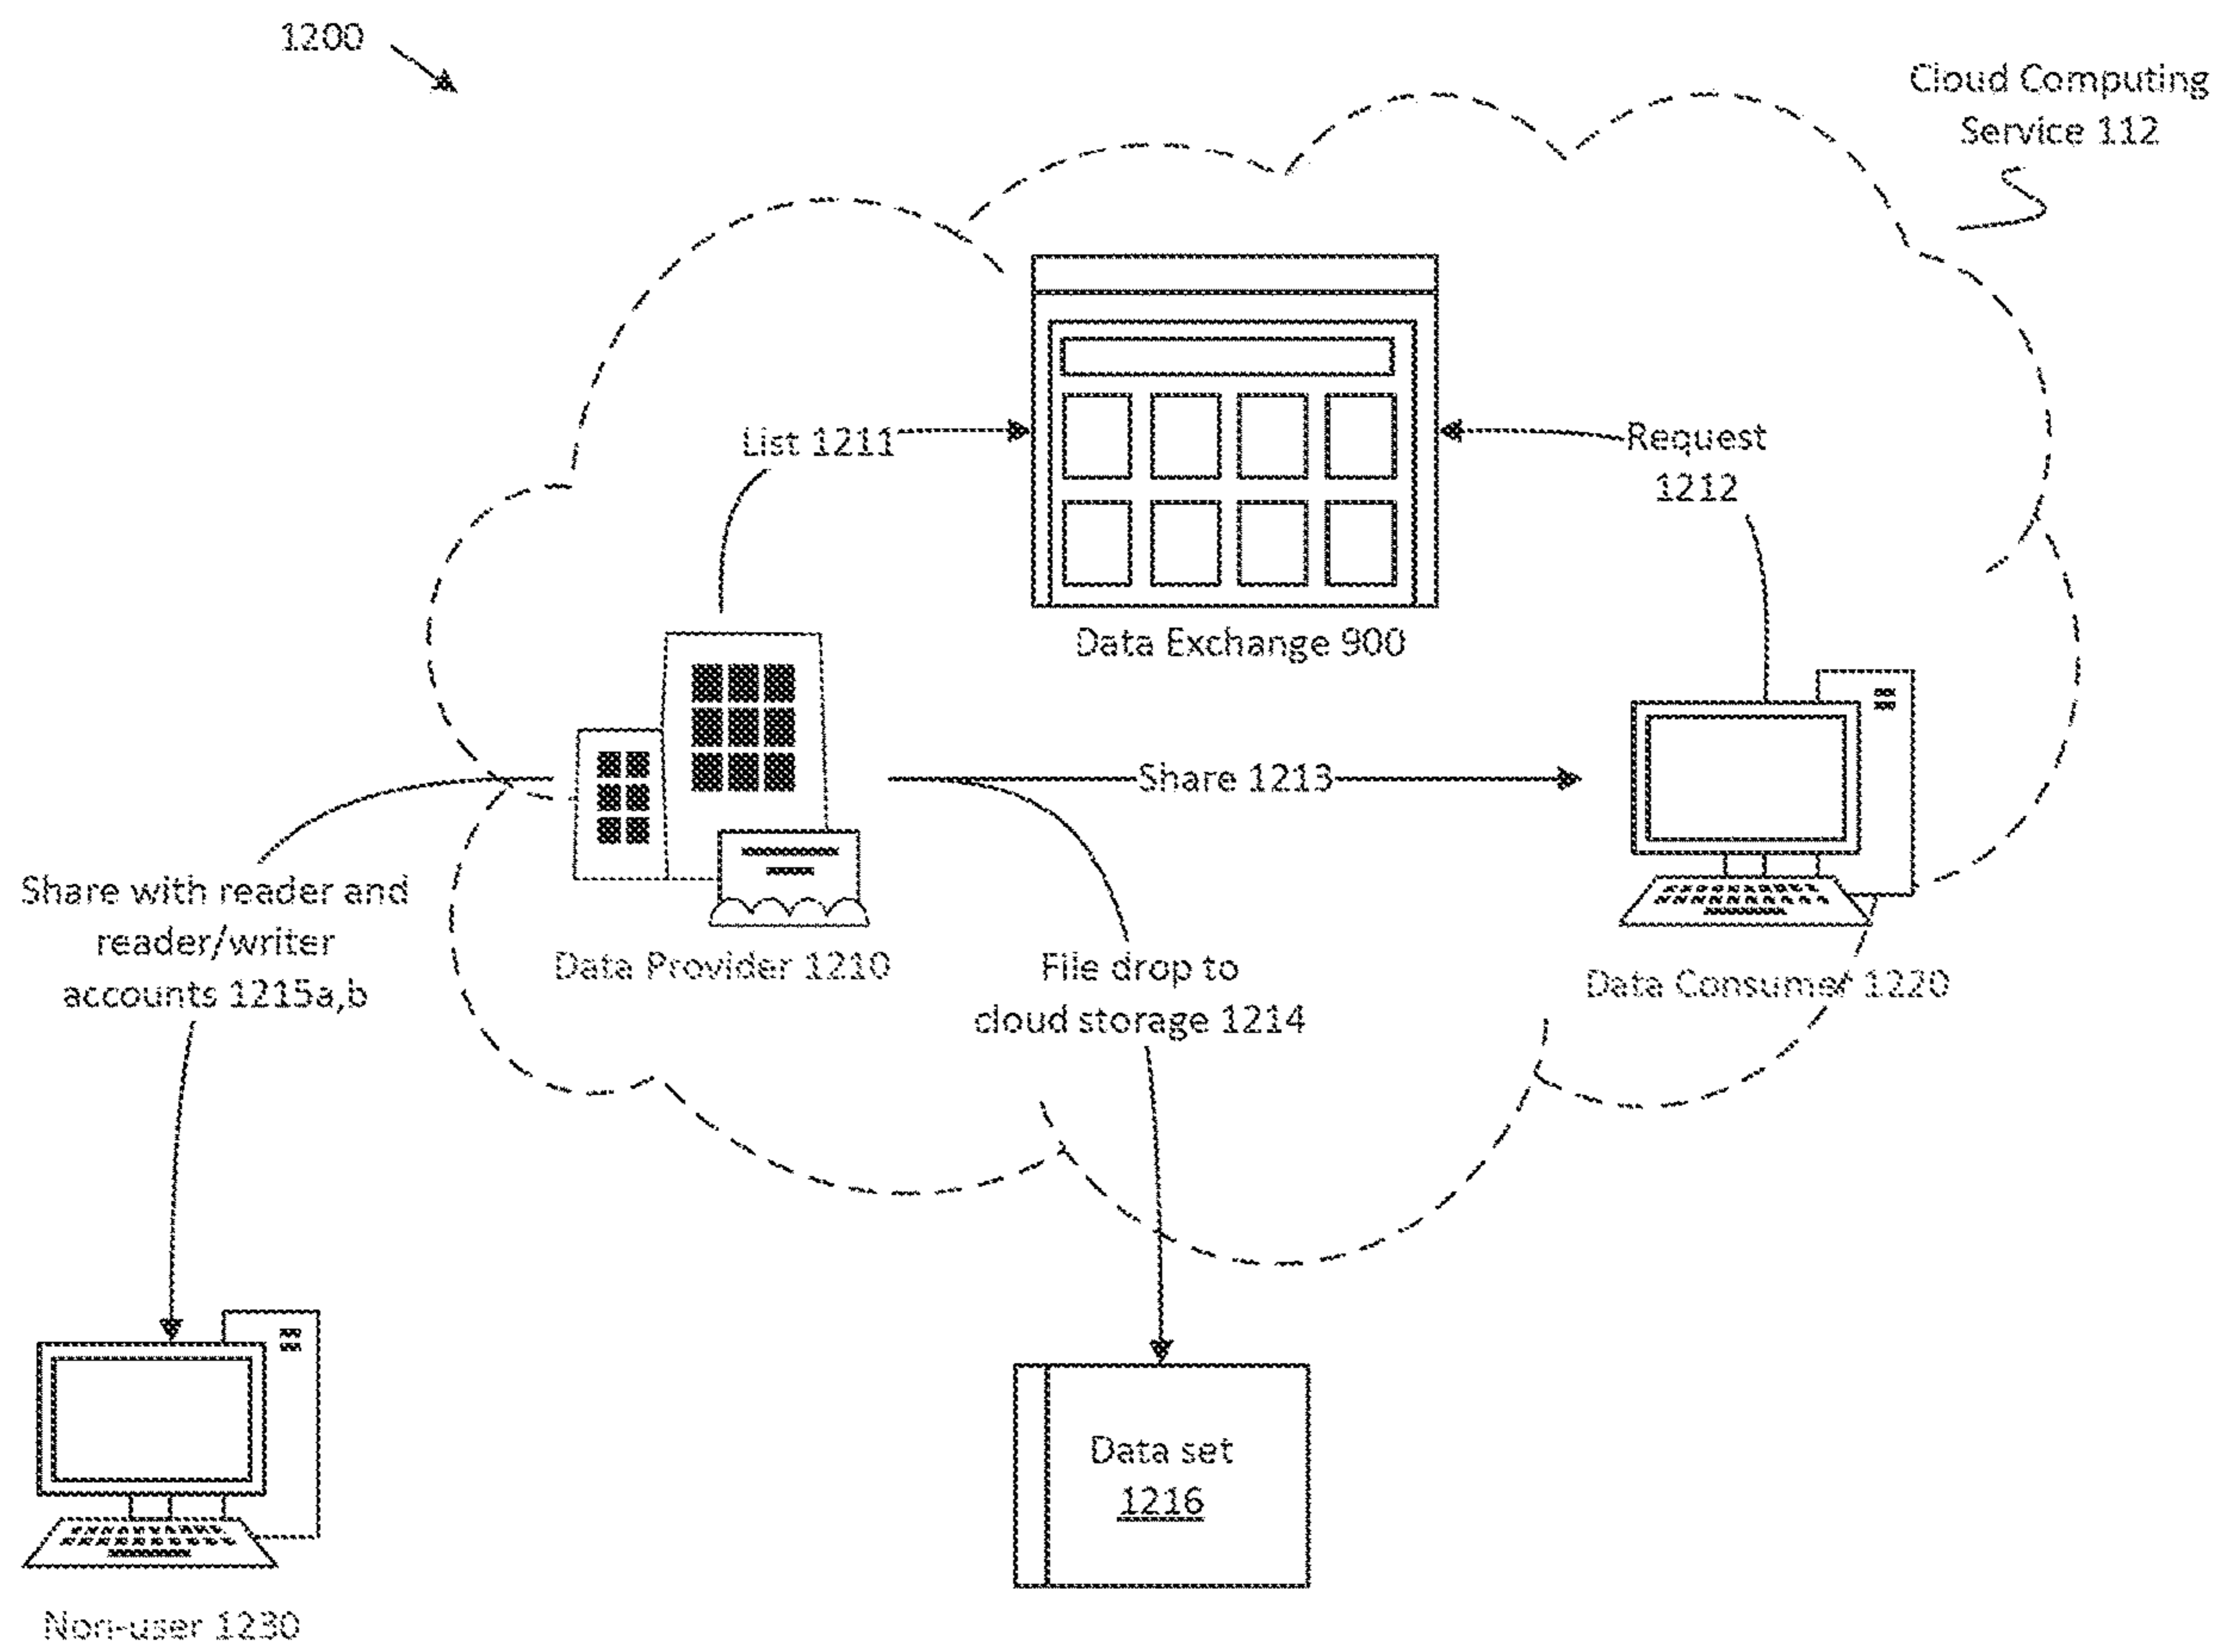 1200
Cloud Computing
Service 112
List 1211
Request
1212
Data Exchange 900
Share 1213
Share with reader and
reader/writer
accounts 1215a,b
Data Provider 1210
File drop to
cloud storage 1214
Data Consumer 1220
Data set
1216
Non-user 1230